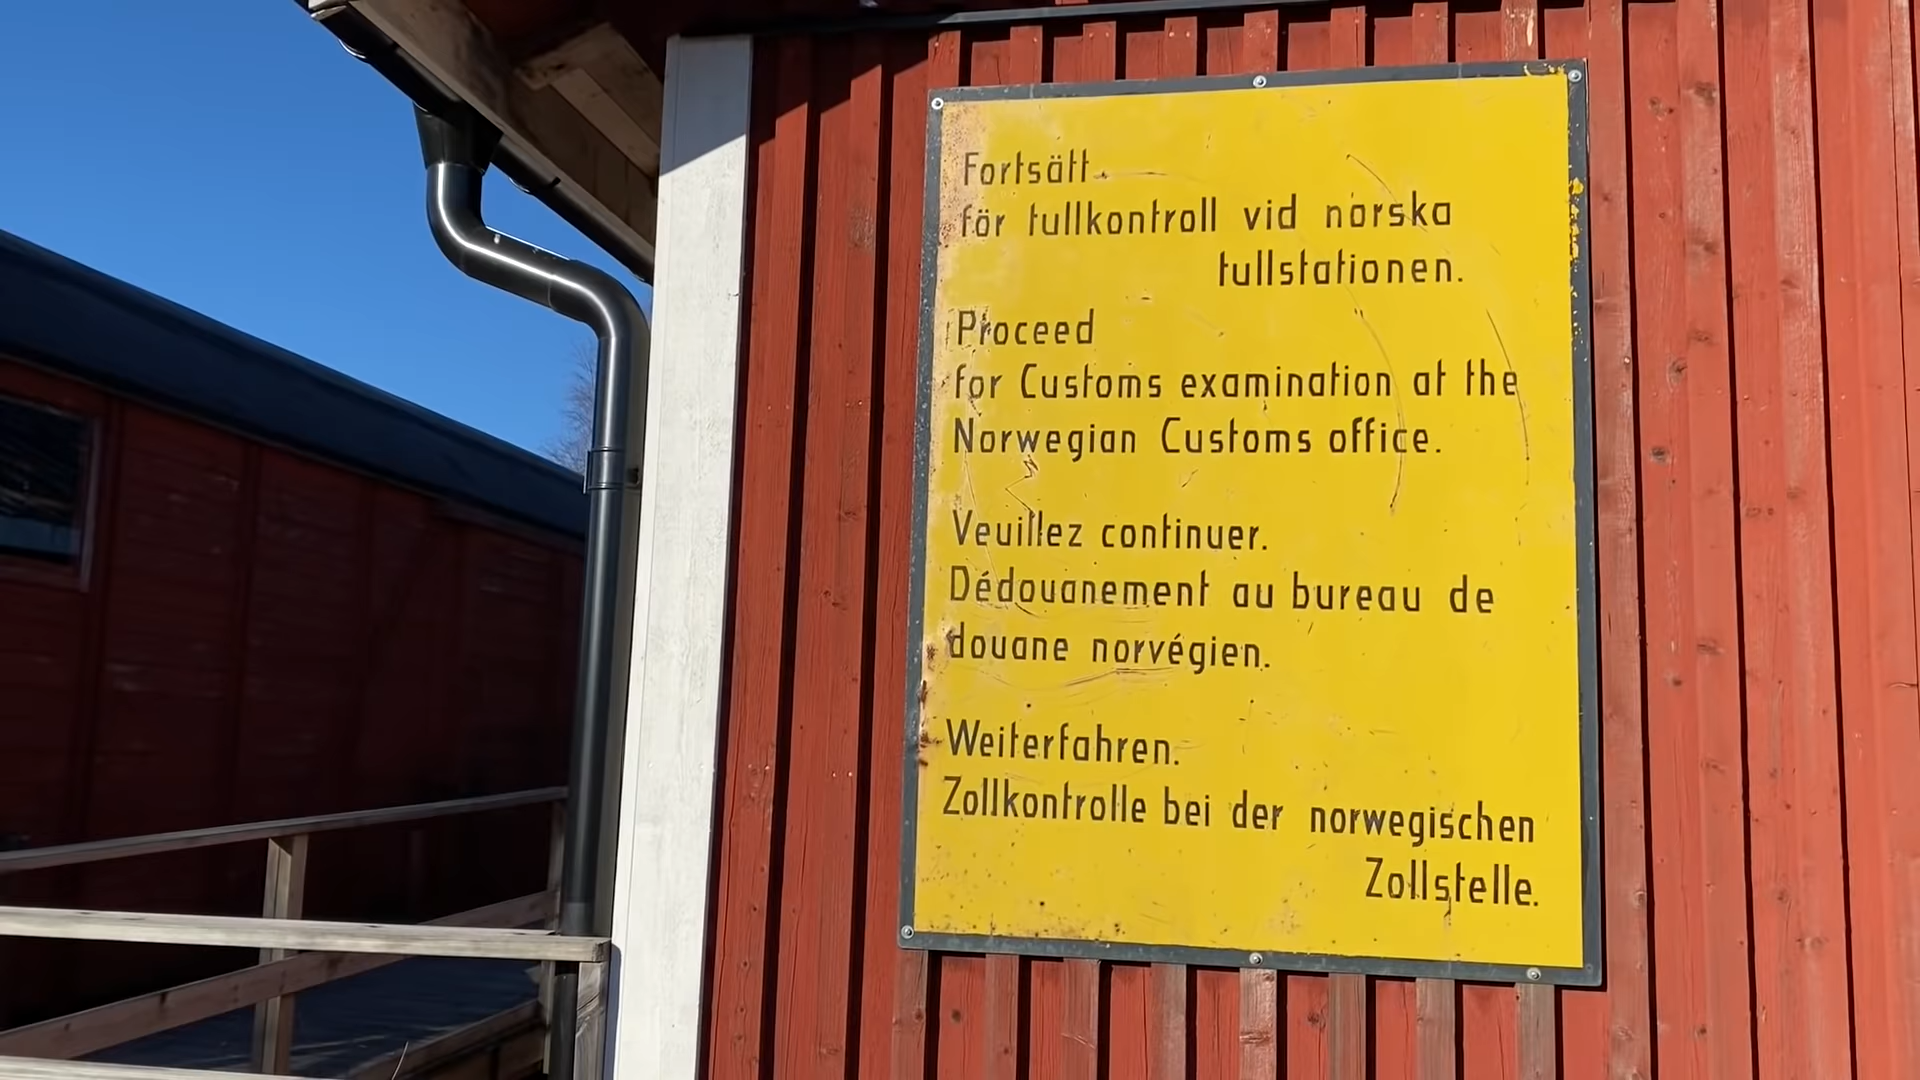 Fortsätt.
för tullkontroll vid norska
tullstationen.
Proceed
for Customs examination at the
Norwegian Customs office.
Veuillez continuer.
Dédouanement au bureau de
douane norvégien.
Weiterfahren.
Zollkontrolle bei der norwegischen
Zollstelle.